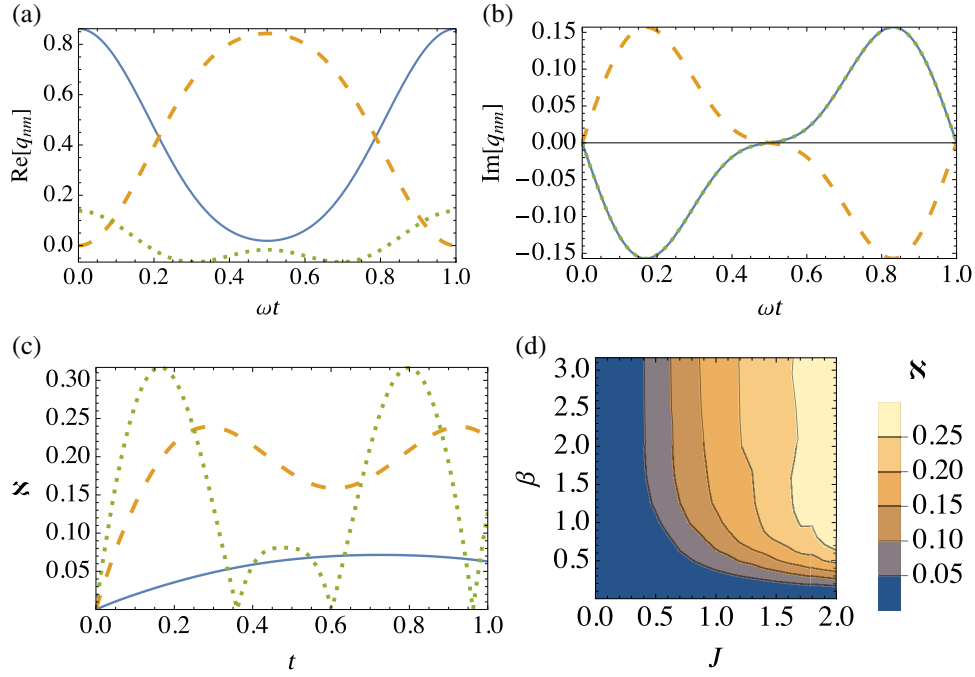 (a)
0.8
0.6
0.4
0.2
0.0
Re[qnm]
0.0 0.2 0.4 0.6 0.8 1.0
ωt
(b)
0.15
0.10
0.05
0.00
−0.05
−0.10
−0.15
Im[qnm]
0.0 0.2 0.4 0.6 0.8 1.0
ωt
(c)
0.30
0.25
0.20
0.15
0.10
0.05
ℵ
0.0 0.2 0.4 0.6 0.8 1.0
t
(d)
3.0
2.5
2.0
1.5
1.0
0.5
β
0.0 0.5 1.0 1.5 2.0
J
ℵ
0.25
0.20
0.15
0.10
0.05